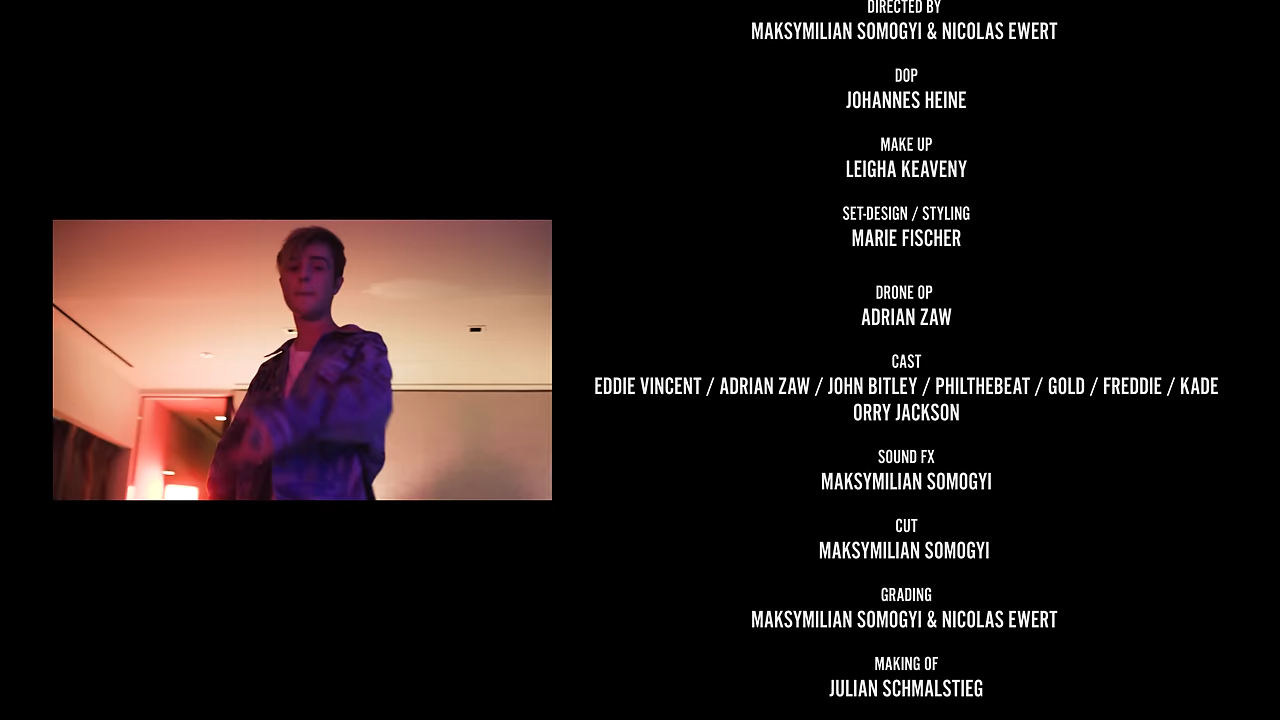 DIRECTED BY
MAKSYMILIAN SOMOGYI & NICOLAS EWERT
DOP
JOHANNES HEINE
MAKE UP
LEIGHA KEAVENY
SET-DESIGN / STYLING
MARIE FISCHER
DRONE OP
ADRIAN ZAW
CAST
EDDIE VINCENT / ADRIAN ZAW / JOHN BITLEY / PHILTHEBEAT / GOLD / FREDDIE / KADE
ORRY JACKSON
SOUND FX
MAKSYMILIAN SOMOGYI
CUT
MAKSYMILIAN SOMOGYI
GRADING
MAKSYMILIAN SOMOGYI & NICOLAS EWERT
MAKING OF
JULIAN SCHMALSTIEG